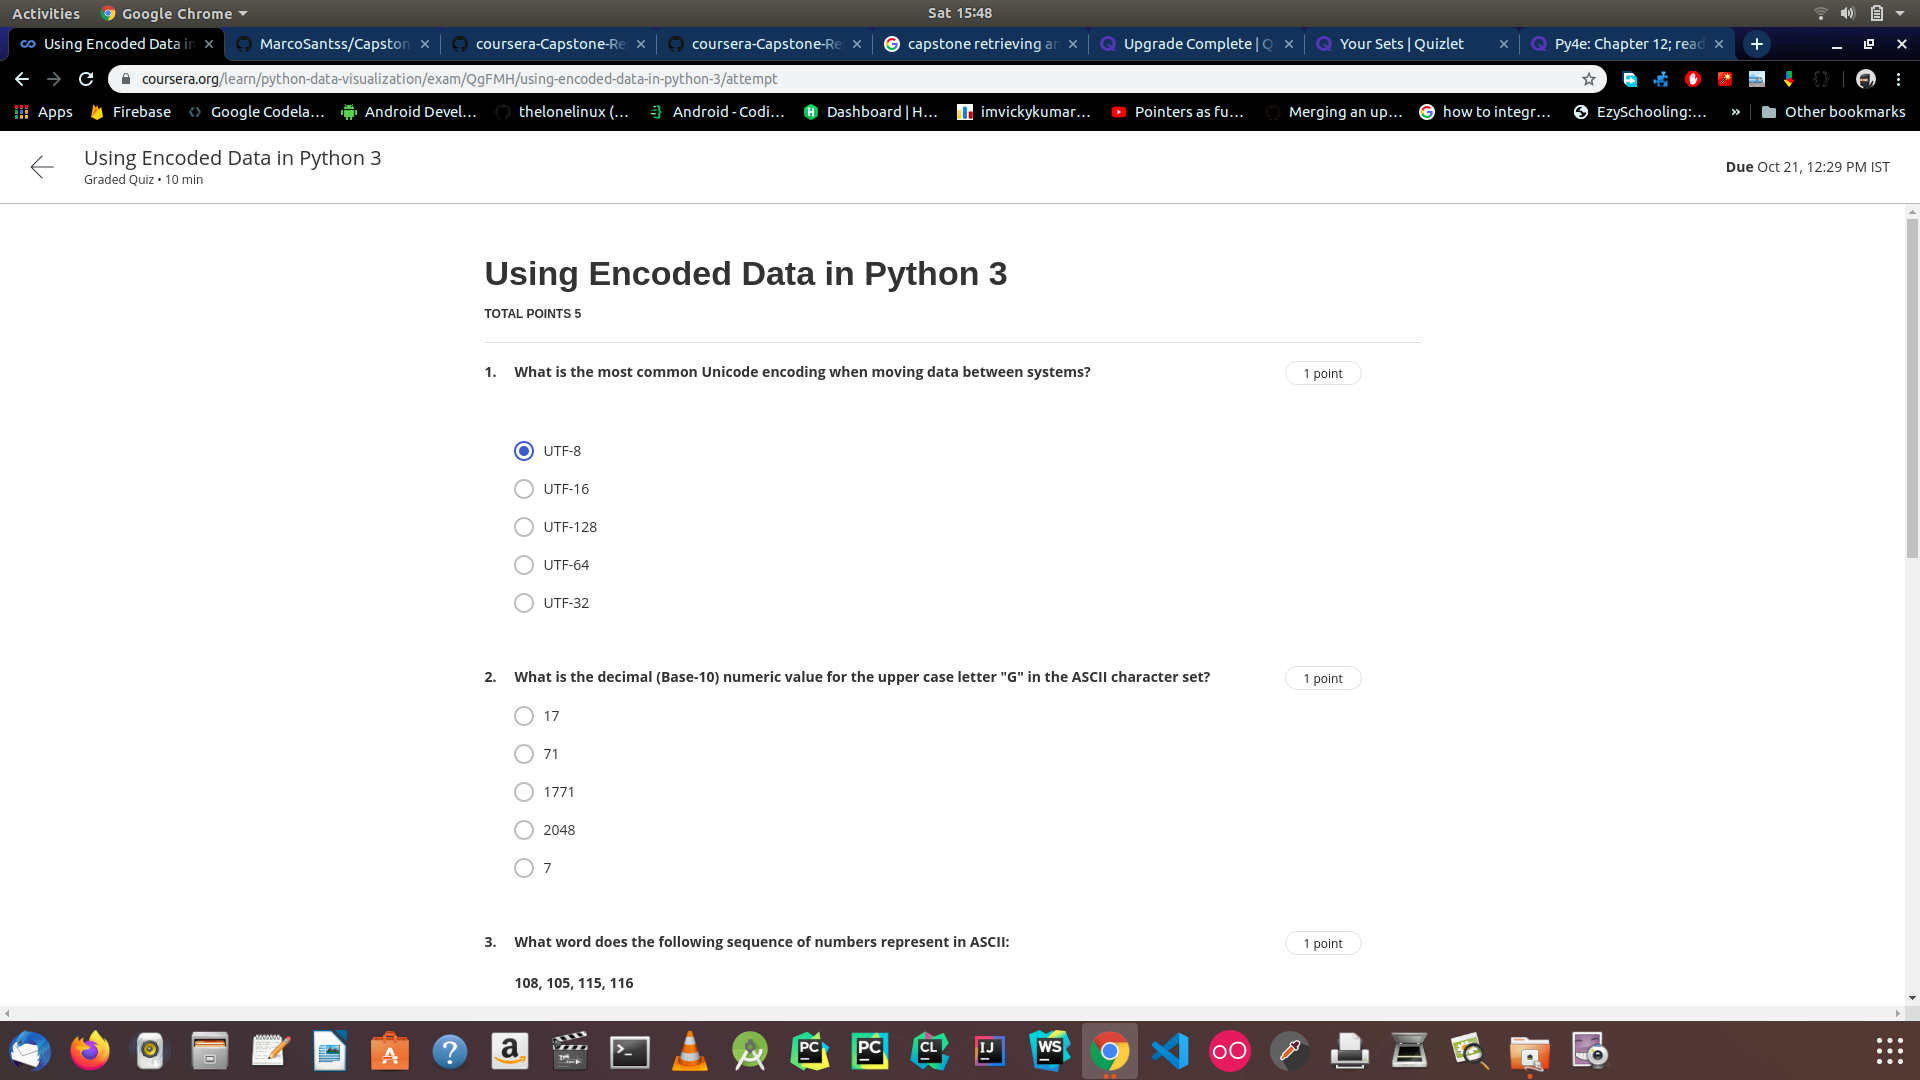 Activities Google Chrome Sat 15:48
Using Encoded Data in MarcoSantss/Capston coursera-Capstone-Re coursera-Capstone-Re capstone retrieving an Upgrade Complete | Q Your Sets | Quizlet Py4e: Chapter 12; read
coursera.org/learn/python-data-visualization/exam/QgFMH/using-encoded-data-in-python-3/attempt
Apps Firebase Google Codela... Android Devel... thelonelinux (... Android - Codi... Dashboard | H... imvickykumar... Pointers as fu... Merging an up... how to integr... EzySchooling:... » Other bookmarks
Using Encoded Data in Python 3
Graded Quiz • 10 min
Due Oct 21, 12:29 PM IST
Using Encoded Data in Python 3
TOTAL POINTS 5
1. What is the most common Unicode encoding when moving data between systems? 1 point
UTF-8
UTF-16
UTF-128
UTF-64
UTF-32
2. What is the decimal (Base-10) numeric value for the upper case letter "G" in the ASCII character set? 1 point
17
71
1771
2048
7
3. What word does the following sequence of numbers represent in ASCII: 1 point
108, 105, 115, 116